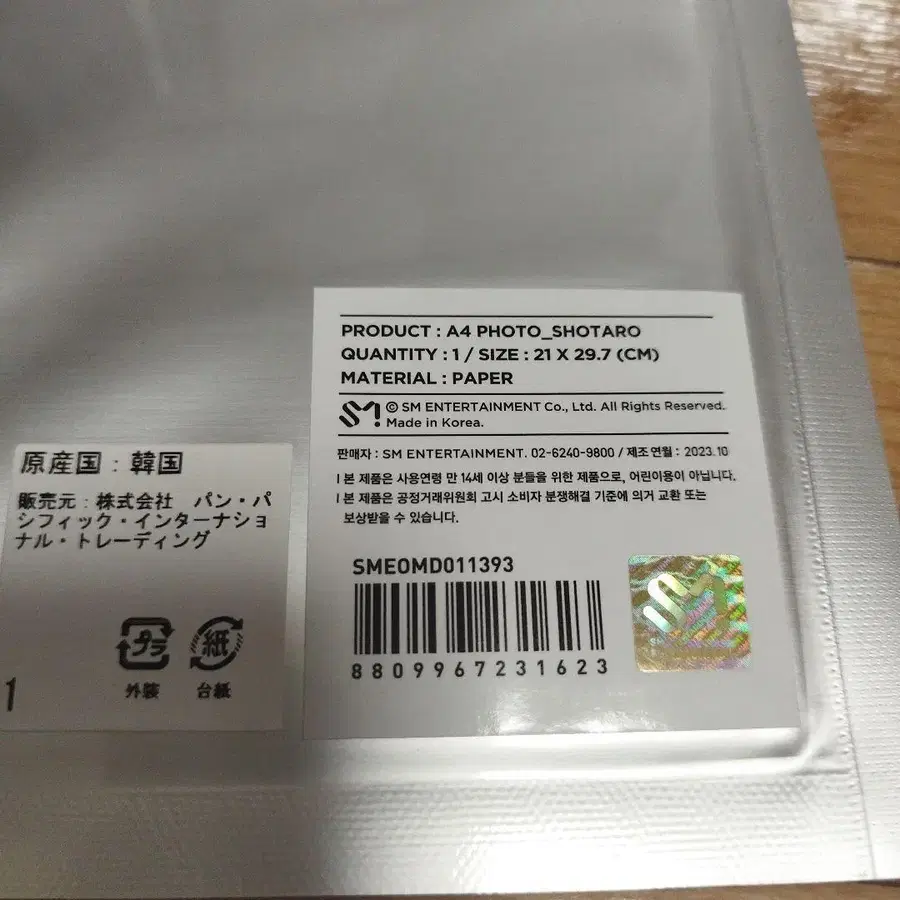 PRODUCT : A4 PHOTO_SHOTARO
QUANTITY : 1 / SIZE : 21 X 29.7 (CM)
MATERIAL : PAPER
SM! © SM ENTERTAINMENT Co., Ltd. All Rights Reserved.
Made in Korea.
판매자 : SM ENTERTAINMENT. 02-6240-9800 / 제조연월 : 2023.10
본 제품은 사용연령 만 14세 이상 분들을 위한 제품으로, 어린이용이 아닙니다.
본 제품은 공정거래위원회 고시 소비자 분쟁해결 기준에 의거 교환 또는
보상받을 수 있습니다.
SMEOMD011393
8809967231623
SM
原産国：韓国
販売元：株式会社 パン・パ
シフィック・インターナショ
ナル・トレーディング
プラ 紙
外装 台紙
1